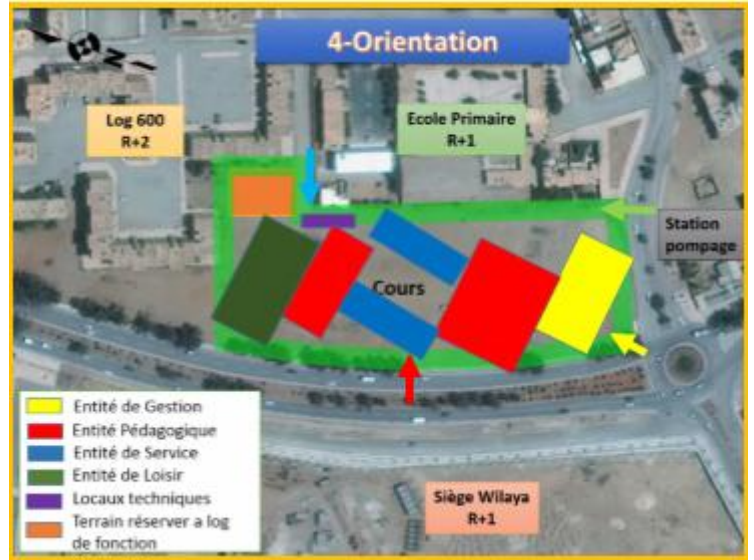 4-Orientation
N
Log 600
R+2
Ecole Primaire
R+1
Station
pompage
Cours
Entité de Gestion
Entité Pédagogique
Entité de Service
Entité de Loisir
Locaux techniques
Terrain réserver a log
de fonction
Siège Wilaya
R+1